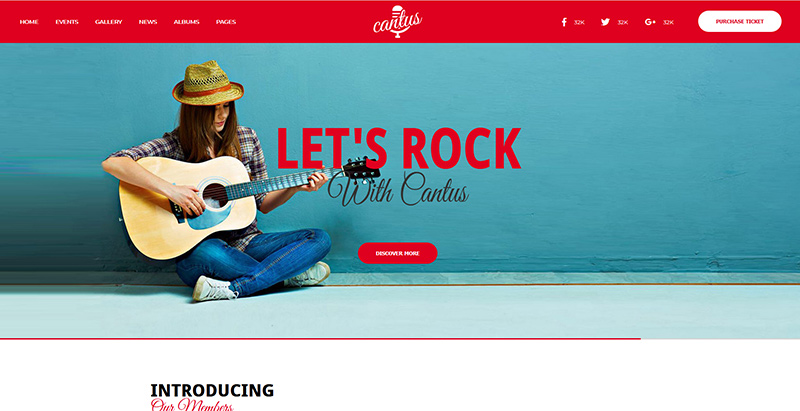 HOME EVENTS GALLERY NEWS ALBUMS PAGES cantus 32K 32K G+ 32K PURCHASE TICKET
LET'S ROCK
With Cantus
DISCOVER MORE
INTRODUCING
Our Members